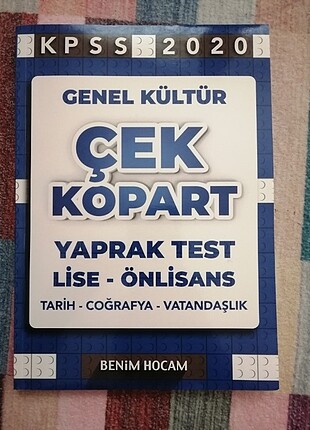 KPSS 2020
GENEL KÜLTÜR
ÇEK
KOPART
YAPRAK TEST
LİSE - ÖNLİSANS
TARİH - COĞRAFYA - VATANDAŞLIK
BENİM HOCAM